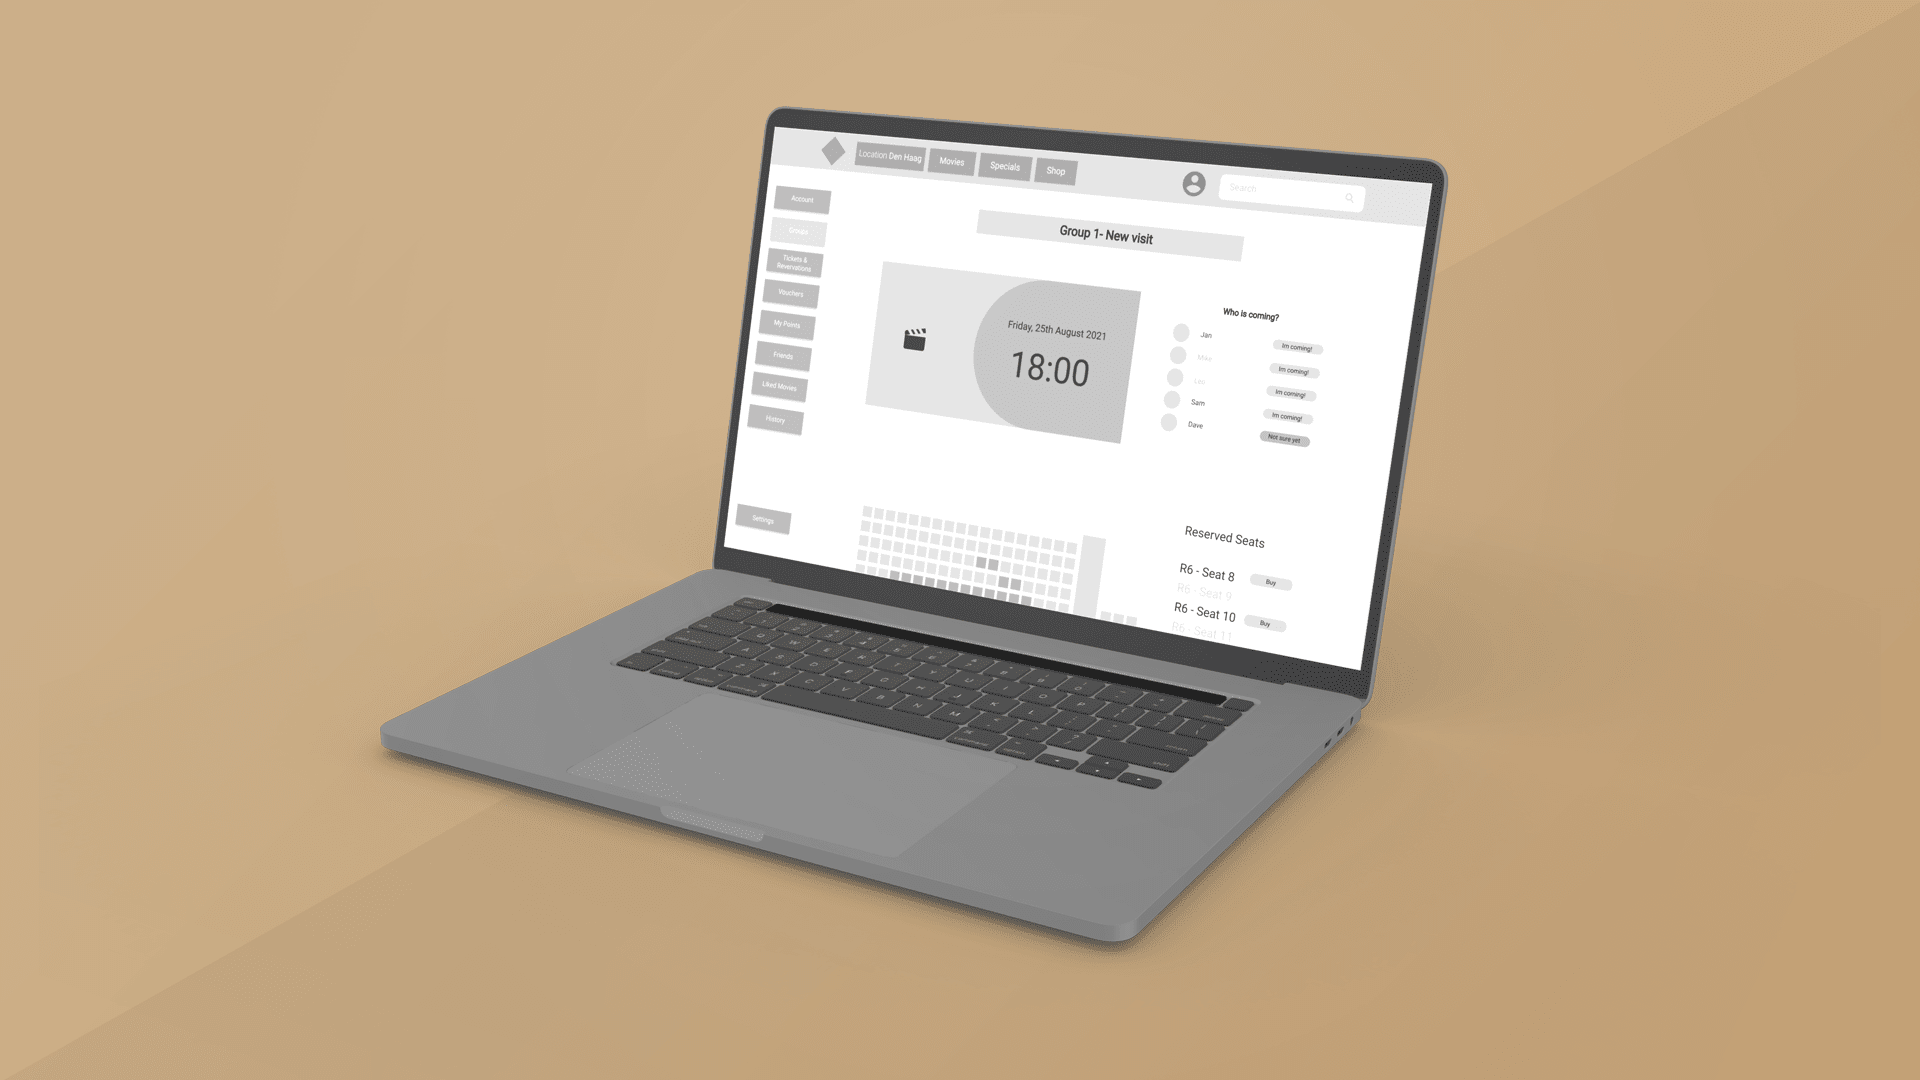 Location Den Haag
Movies
Specials
Shop
Search
Account
Groups
Tickets &
Revervations
Vouchers
My Points
Friends
Liked Movies
History
Settings
Group 1- New visit
Friday, 25th August 2021
18:00
Who is coming?
Jan
Im coming!
Max
Im coming!
Leo
Im coming!
Sam
Im coming!
Dave
Not sure yet
Reserved Seats
R6 - Seat 8
Buy
R6 - Seat 9
R6 - Seat 10
Buy
R6 - Seat 11